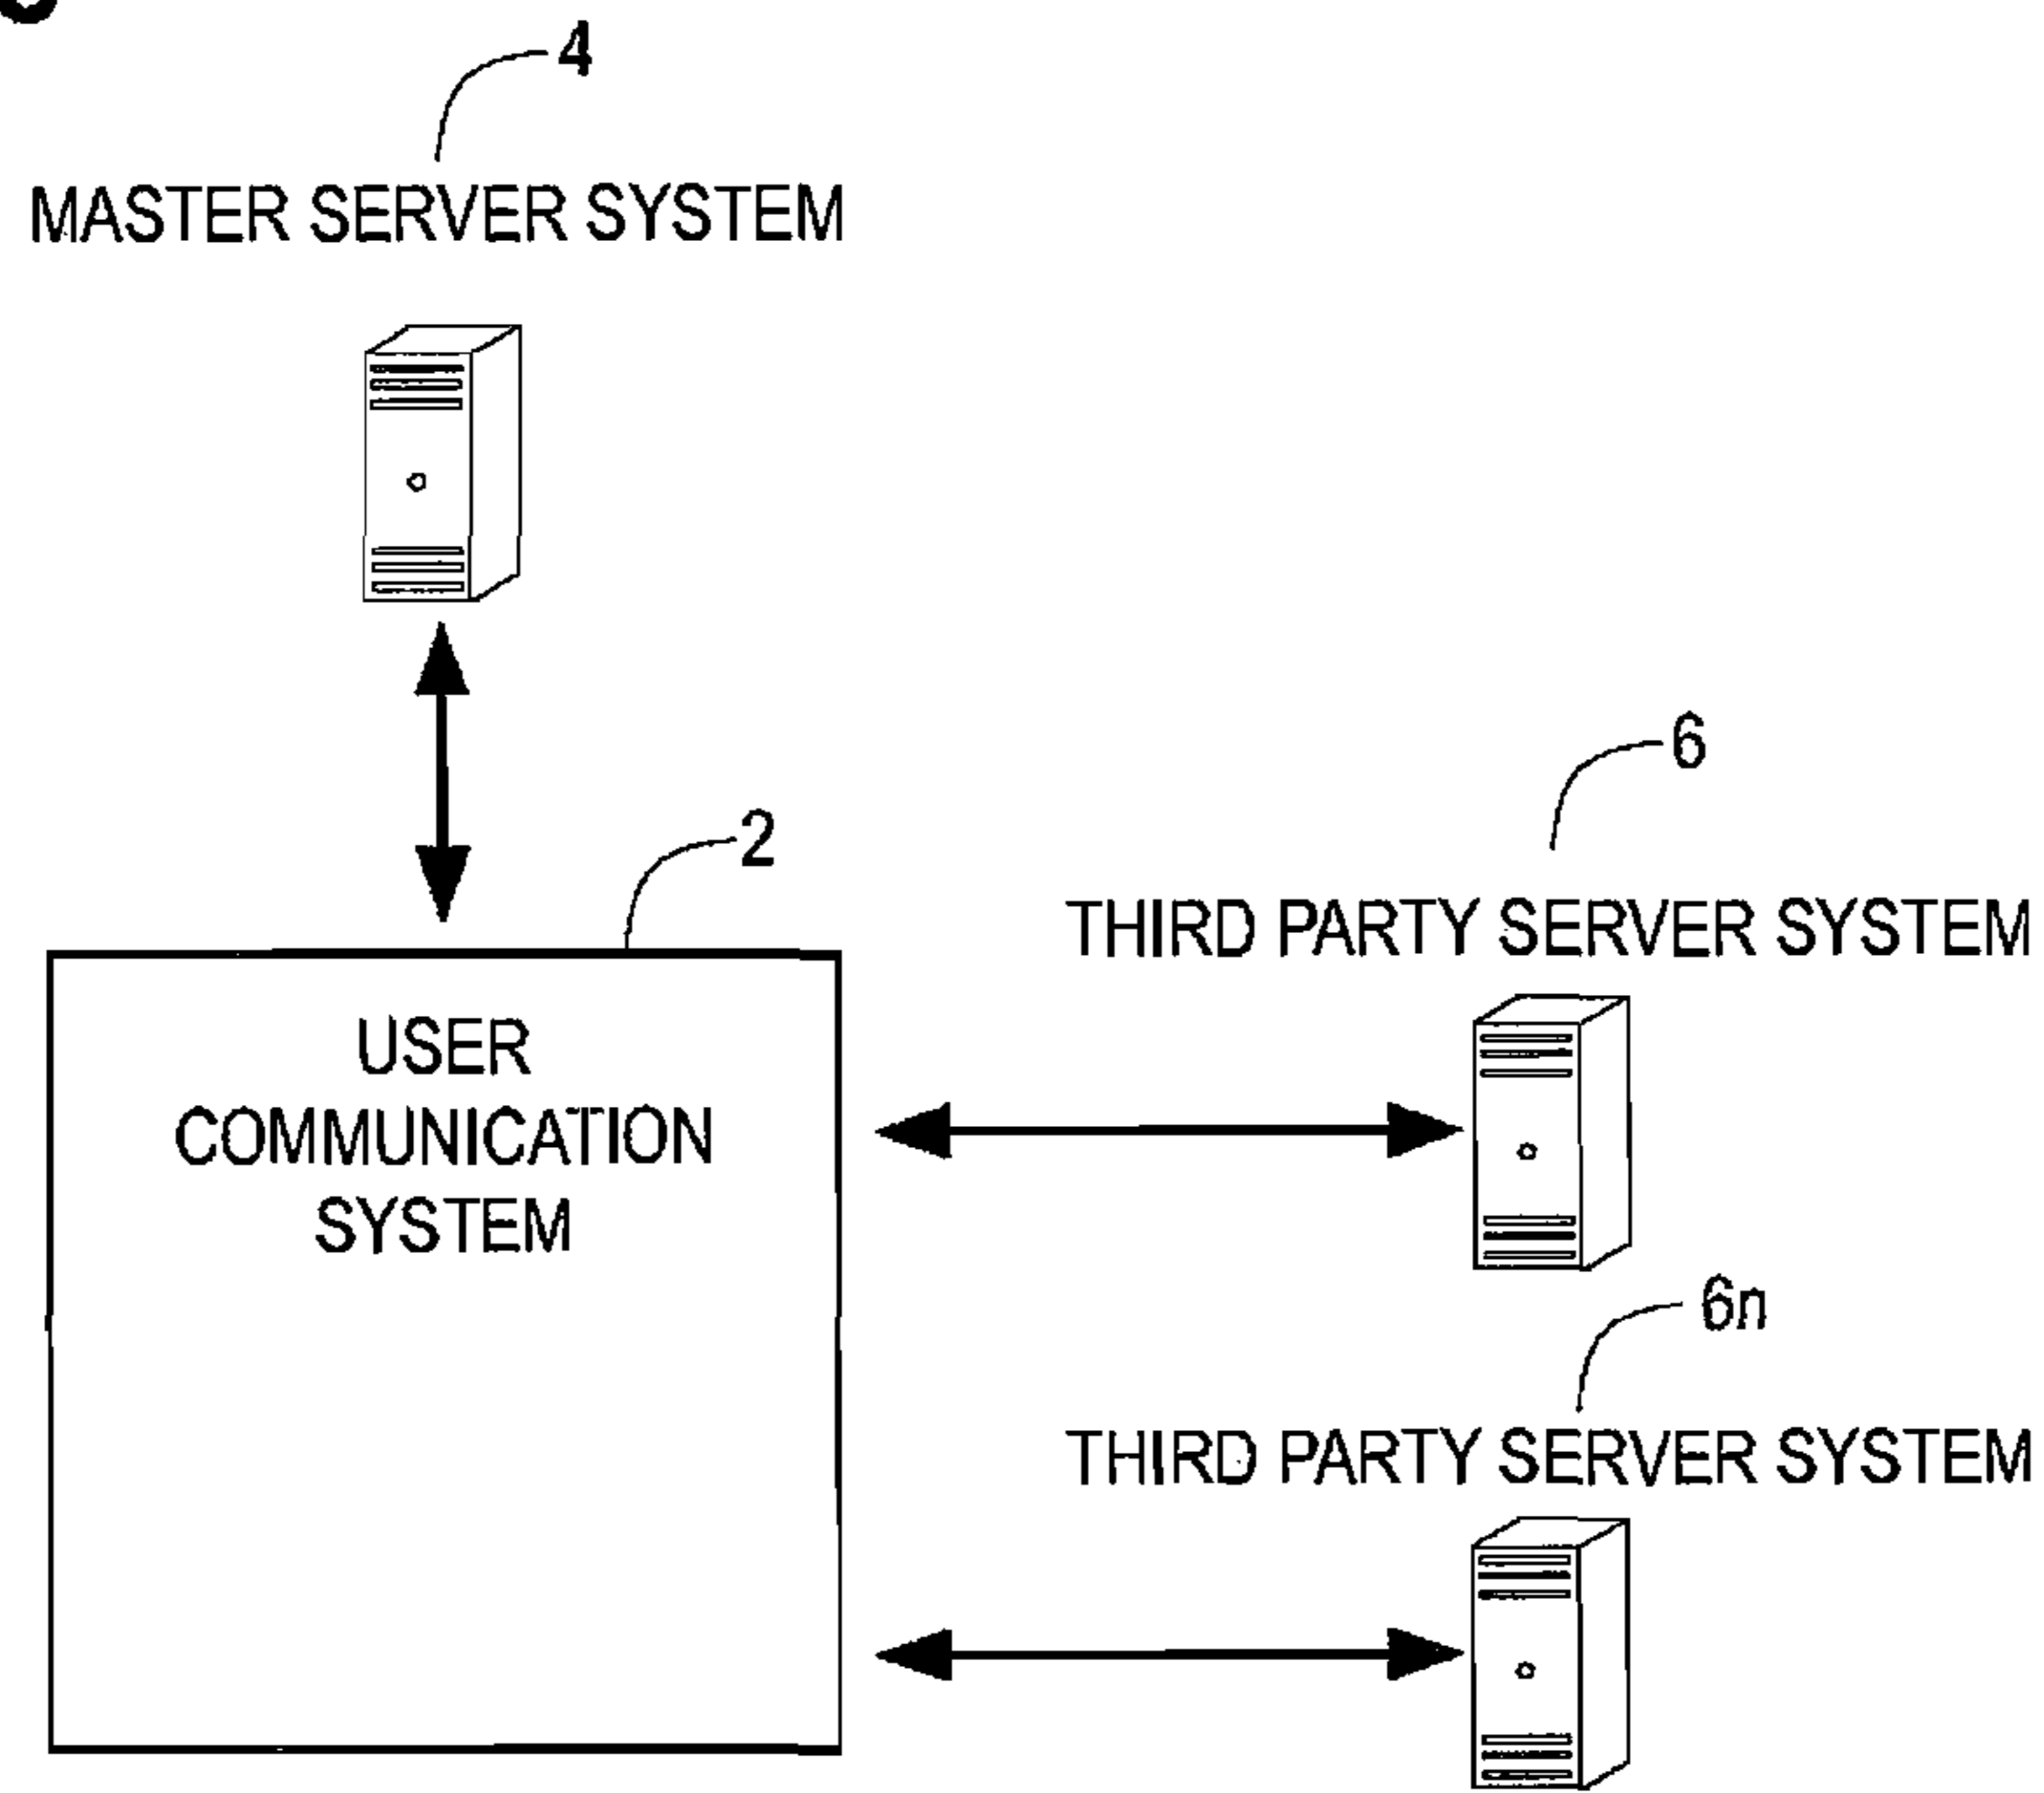 4
MASTER SERVER SYSTEM
2
USER
COMMUNICATION
SYSTEM
6
THIRD PARTY SERVER SYSTEM
6n
THIRD PARTY SERVER SYSTEM